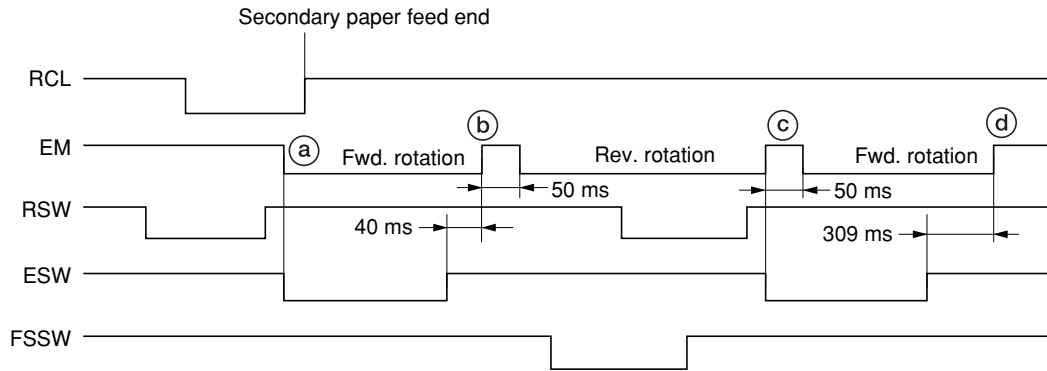 Secondary paper feed end
RCL
EM
a
Fwd. rotation
b
Rev. rotation
c
Fwd. rotation
d
50 ms
50 ms
RSW
40 ms
309 ms
ESW
FSSW